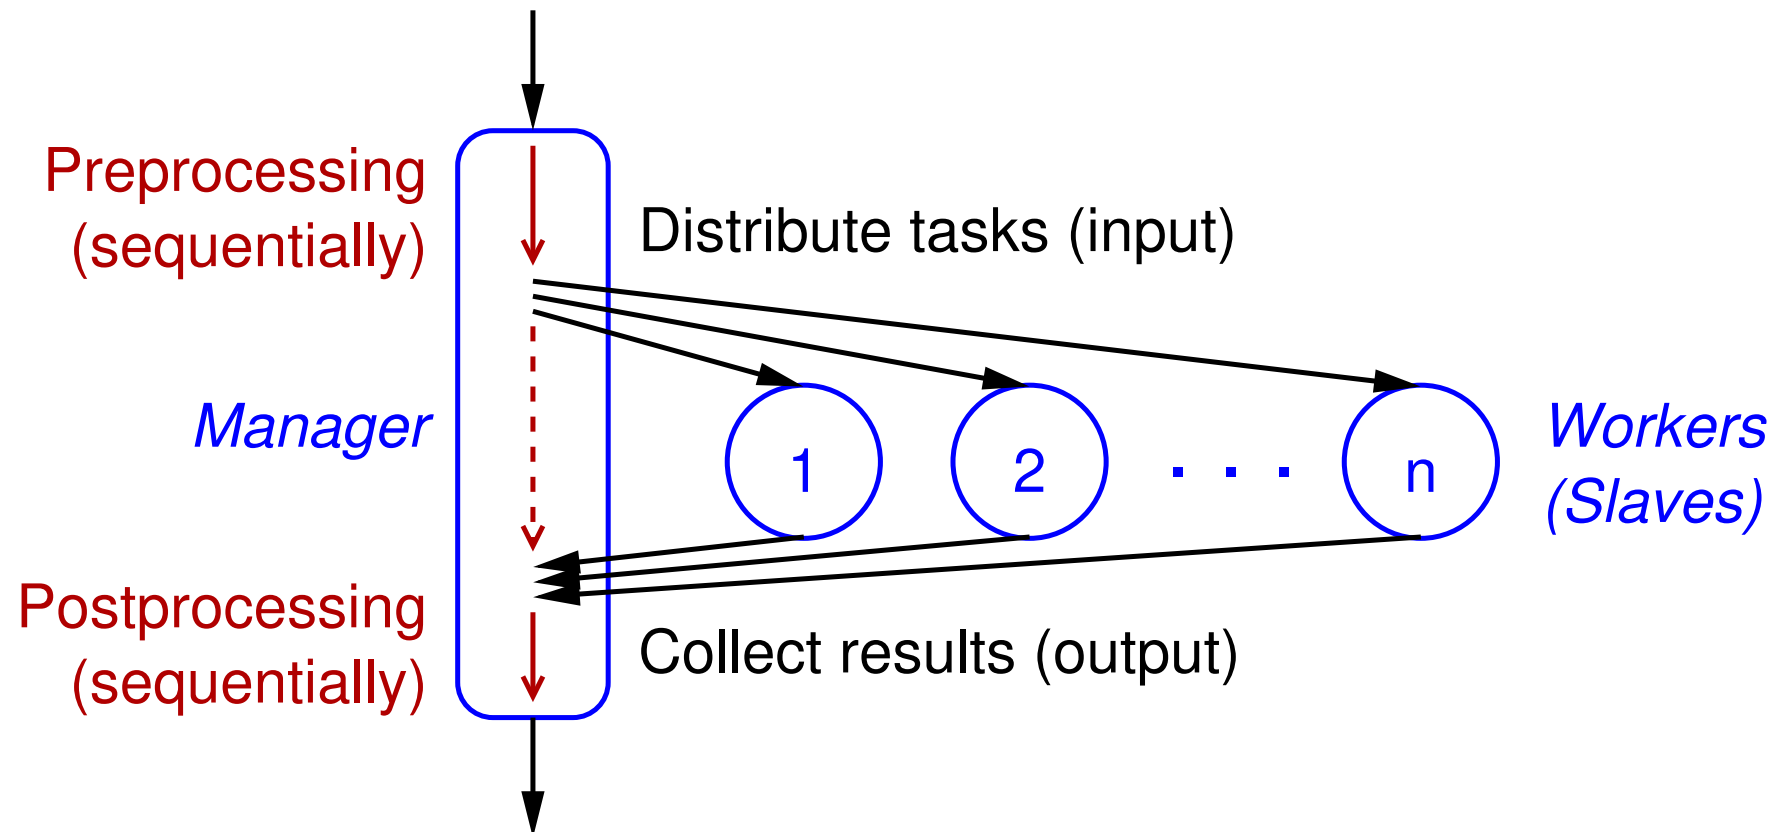 Preprocessing
(sequentially)
Distribute tasks (input)
Manager
1 2 . . . n
Workers
(Slaves)
Postprocessing
(sequentially)
Collect results (output)